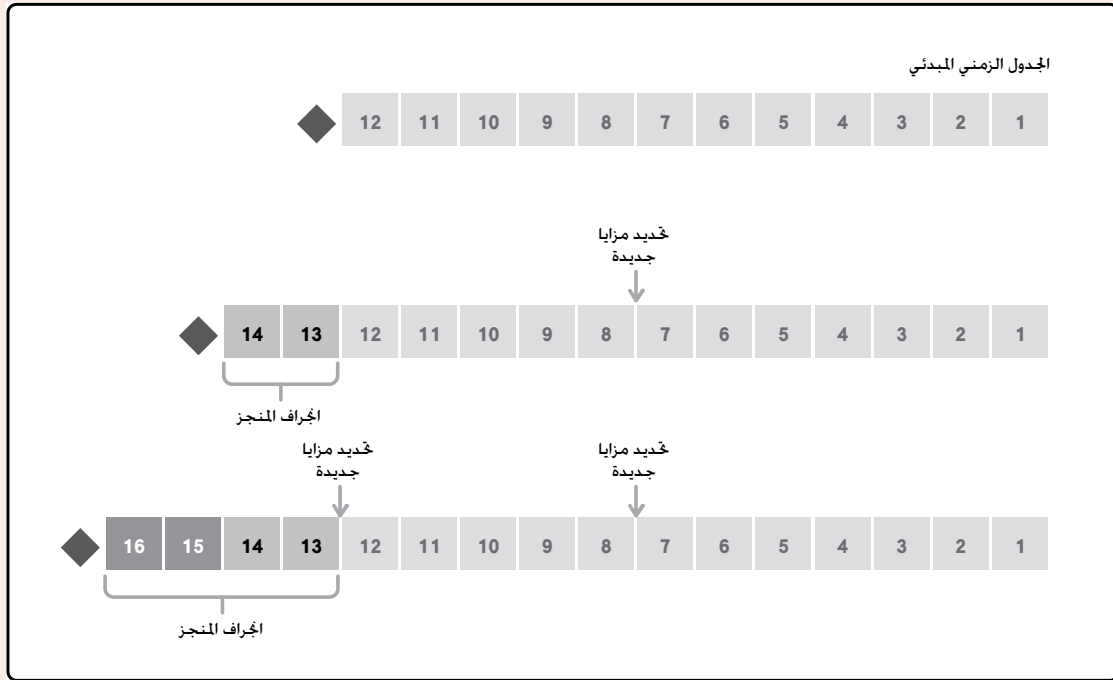 الجدول الزمني المبدئي
1 2 3 4 5 6 7 8 9 10 11 12
تحديد مزايا
جديدة
1 2 3 4 5 6 7 8 9 10 11 12 13 14
انجراف المنجز
تحديد مزايا
جديدة
تحديد مزايا
جديدة
1 2 3 4 5 6 7 8 9 10 11 12 13 14 15 16
انجراف المنجز